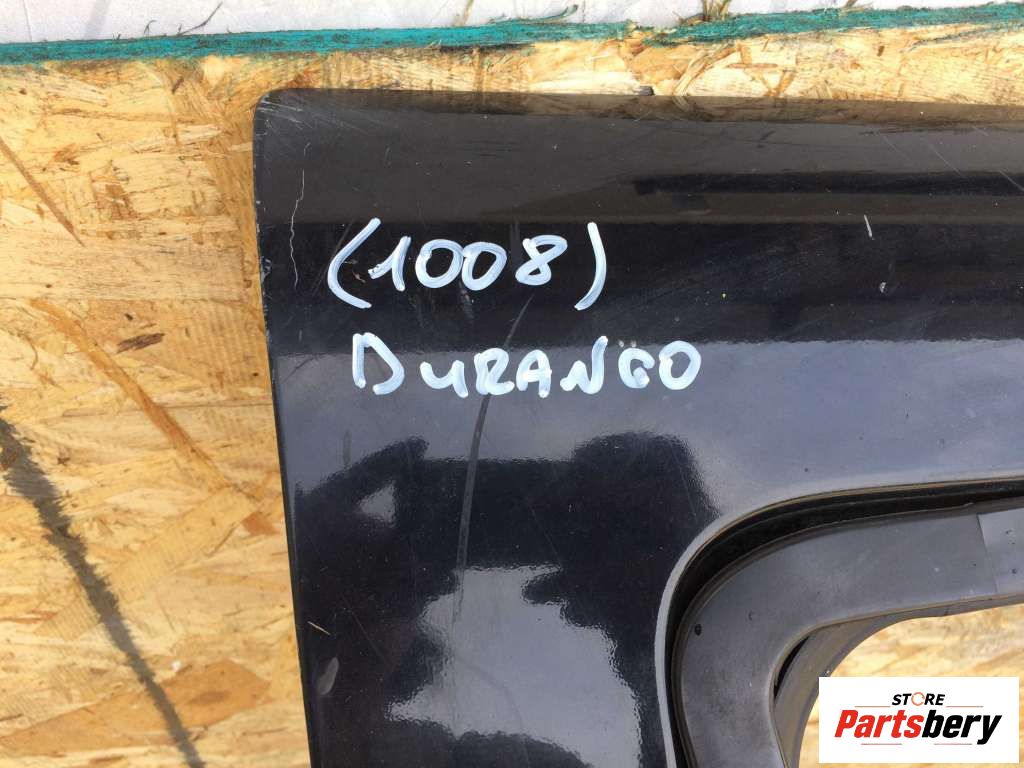 (1008)
DURANGO
STORE
Partsbery